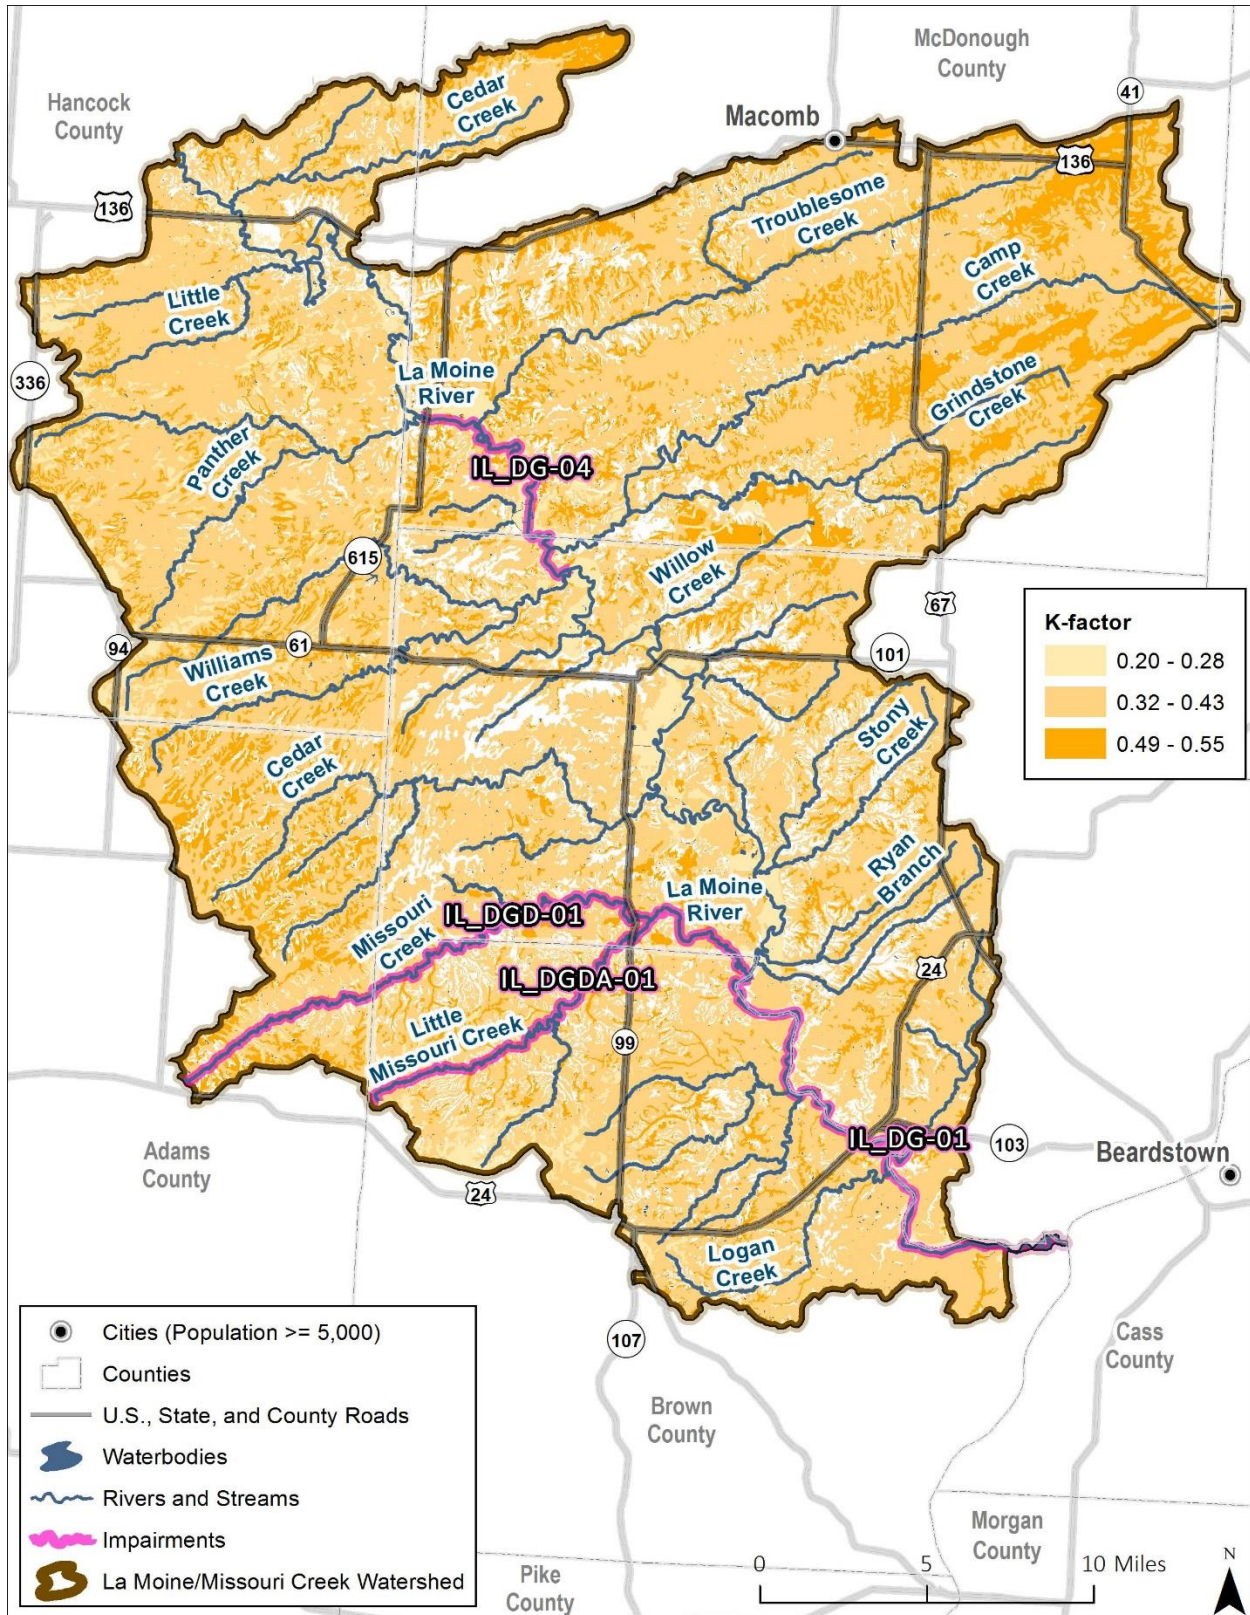 McDonough
County
Hancock
County
Cedar
Creek
41
Macomb
136
136
Troublesome
Creek
Camp
Creek
Little
Creek
336
La Moine
River
Grindstone
Creek
Panther
Creek
IL_DG-04
615
Willow
Creek
67
K-factor
0.20 - 0.28
0.32 - 0.43
0.49 - 0.55
94
61
101
Williams
Creek
Stony
Creek
Cedar
Creek
Ryan
Branch
La Moine
River
Missouri
Creek
IL_DGD-01
IL_DGDA-01
24
Little
Missouri Creek
99
IL_DG-01
103
Adams
County
Beardstown
24
Logan
Creek
107
Cass
County
Brown
County
Morgan
County
Pike
County
Cities (Population >= 5,000)
Counties
U.S., State, and County Roads
Waterbodies
Rivers and Streams
Impairments
La Moine/Missouri Creek Watershed
0 5 10 Miles
N